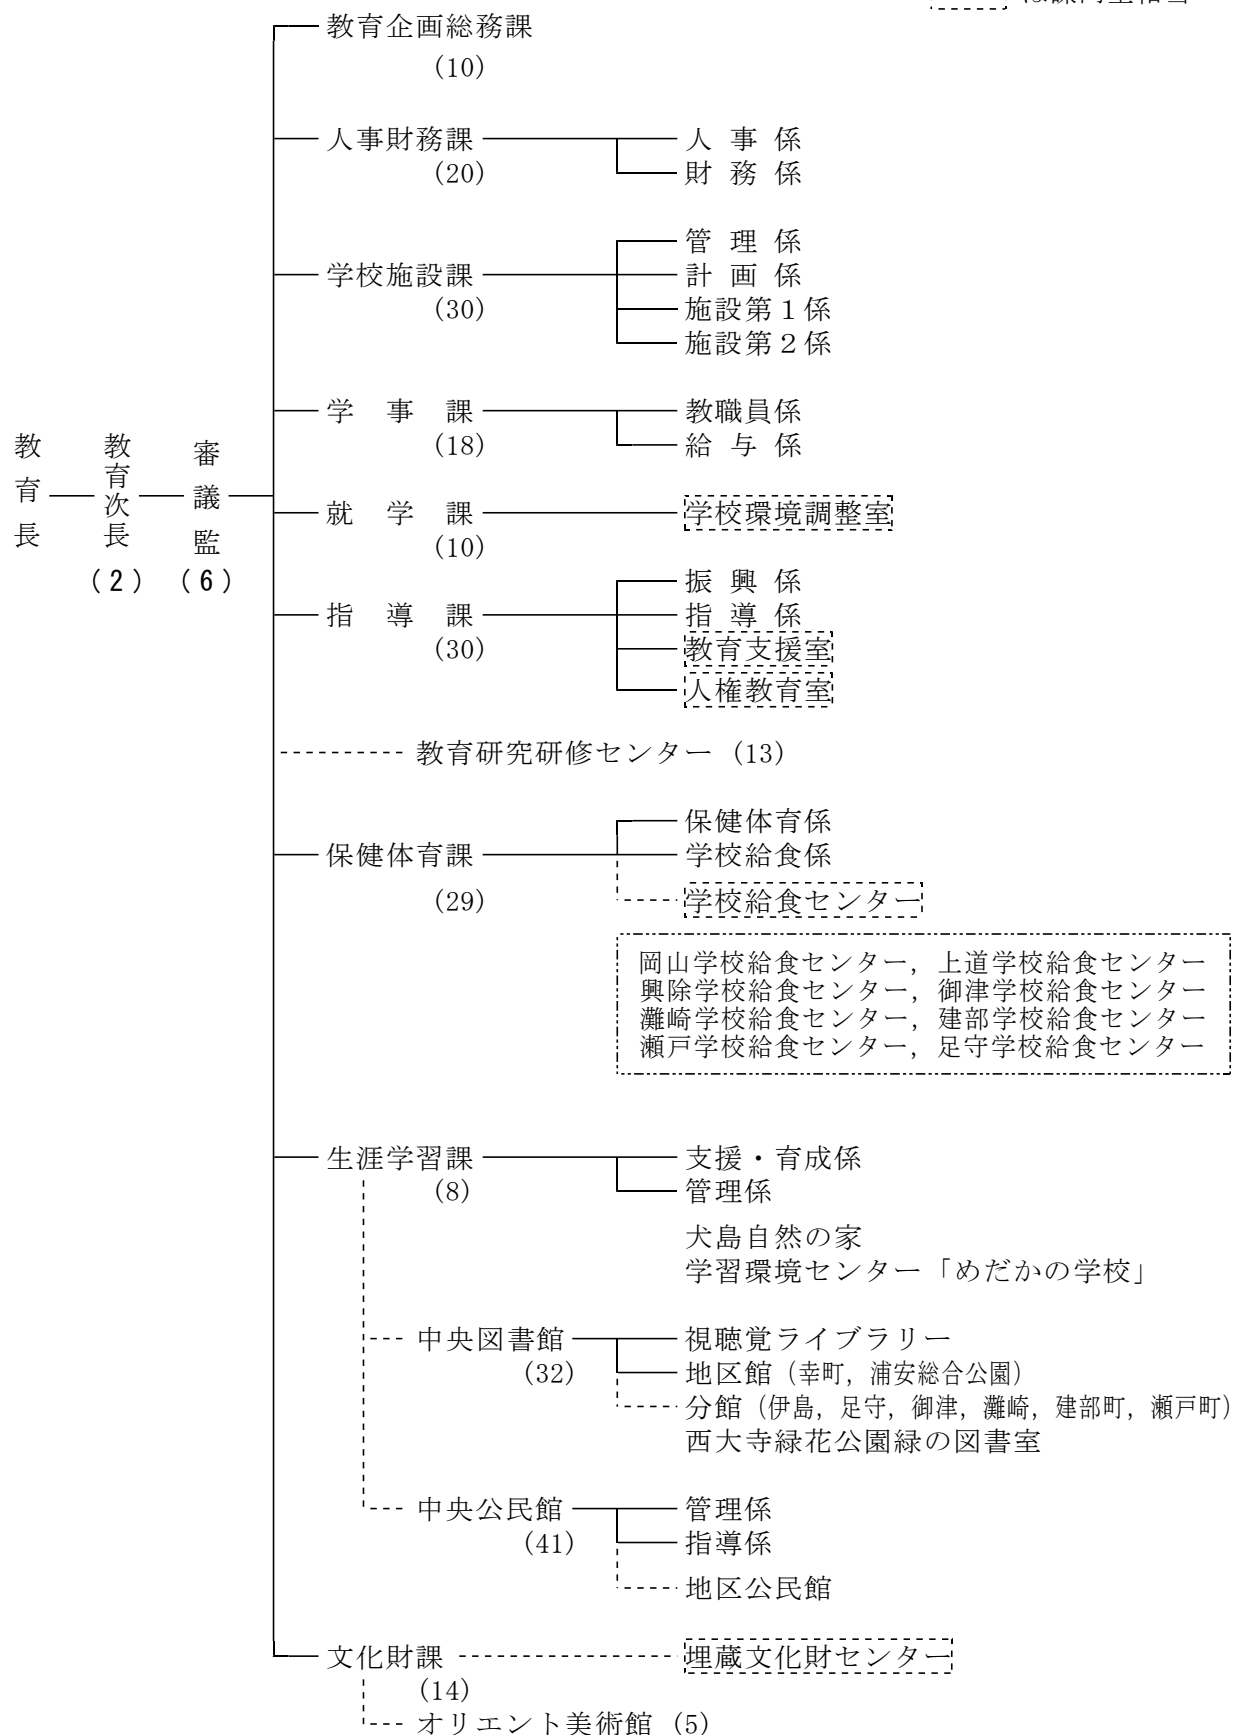 教育企画総務課
(10)
人事財務課
(20)
人事係
財務係
学校施設課
(30)
管理係
計画係
施設第1係
施設第2係
学事課
(18)
教職員係
給与係
教育長
教育次長
(2)
審議監
(6)
就学課
(10)
学校環境調整室
指導課
(30)
振興係
指導係
教育支援室
人権教育室
教育研究研修センター (13)
保健体育課
(29)
保健体育係
学校給食係
学校給食センター
岡山学校給食センター，上道学校給食センター
興除学校給食センター，御津学校給食センター
灘崎学校給食センター，建部学校給食センター
瀬戸学校給食センター，足守学校給食センター
生涯学習課
(8)
支援・育成係
管理係
犬島自然の家
学習環境センター「めだかの学校」
中央図書館
(32)
視聴覚ライブラリー
地区館（幸町，浦安総合公園）
分館（伊島，足守，御津，灘崎，建部町，瀬戸町）
西大寺緑花公園緑の図書室
中央公民館
(41)
管理係
指導係
地区公民館
文化財課
(14)
埋蔵文化財センター
オリエント美術館 (5)